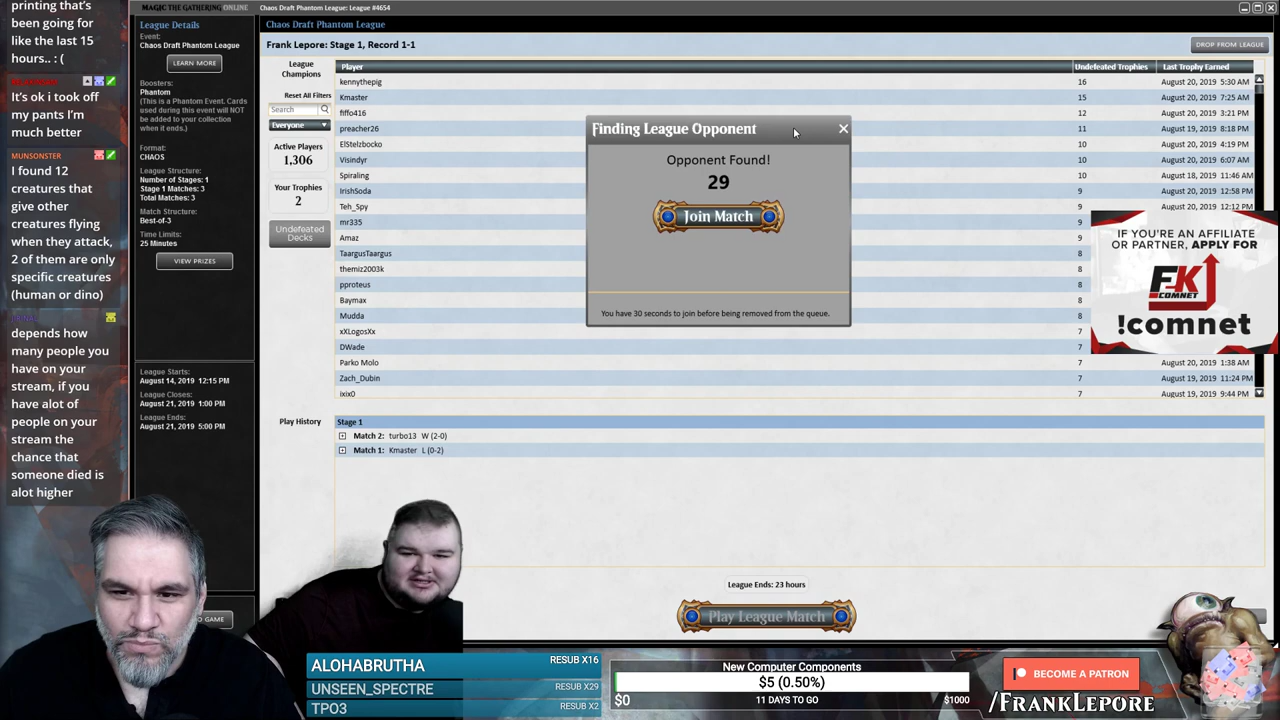 printing that's
been going for
like the last 15
hours.. : (
It's ok i took off
my pants I'm
much better
MUNSONSTER
I found 12
creatures that
give other
creatures flying
when they attack,
2 of them are only
specific creatures
(human or dino)
depends how
many people you
have on your
stream, if you
have alot of
people on your
stream the
chance that
someone died is
alot higher
MAGIC THE GATHERING ONLINE
Chaos Draft Phantom League: League #4654
League Details
Event:
Chaos Draft Phantom League
LEARN MORE
Boosters:
Phantom
(This is a Phantom Event. Cards
used during this event will NOT
be added to your collection
when it ends.)
Format:
CHAOS
League Structure:
Number of Stages: 1
Stage 1 Matches: 3
Total Matches: 3
Match Structure:
Best-of-3
Time Limits:
25 Minutes
VIEW PRIZES
League Starts:
August 14, 2019 12:15 PM
League Closes:
August 21, 2019 1:00 PM
League Ends:
August 21, 2019 5:00 PM
GAME
Chaos Draft Phantom League
Frank Lepore: Stage 1, Record 1-1
DROP FROM LEAGUE
League
Champions
Reset All Filters
Search
Everyone
Active Players
1,306
Your Trophies
2
Undefeated
Decks
Player Undefeated Trophies Last Trophy Earned
kennythepig 16 August 20, 2019 5:30 AM
Kmaster 15 August 20, 2019 7:25 AM
fiffo416 12 August 20, 2019 3:21 PM
preacher26 11 August 19, 2019 8:18 PM
ElStelzbocko 10 August 20, 2019 4:19 PM
Visindyr 10 August 20, 2019 6:07 AM
Spiraling 10 August 18, 2019 11:46 AM
IrishSoda 9 August 20, 2019 12:58 PM
Teh_Spy 9 August 20, 2019 12:12 PM
mr335 9
Amaz 9
TaargusTaargus 8
themiz2003k 8
pproteus 8
Baymax 8
Mudda 8
xXLogosXx 7
DWade 7
Parko Molo 7 August 20, 2019 1:38 AM
Zach_Dubin 7 August 19, 2019 11:24 PM
ixix0 7 August 19, 2019 9:44 PM
Finding League Opponent
Opponent Found!
29
Join Match
You have 30 seconds to join before being removed from the queue.
IF YOU'RE AN AFFILIATE
OR PARTNER, APPLY FOR
COMNET
!comnet
Play History
Stage 1
Match 2: turbo13 W (2-0)
Match 1: Kmaster L (0-2)
League Ends: 23 hours
Play League Match
ALOHABRUTHA RESUB X16
UNSEEN_SPECTRE RESUB X29
TPO3 RESUB X2
New Computer Components
$5 (0.50%)
$0 11 DAYS TO GO $1000
BECOME A PATRON
/FRANKLEPORE